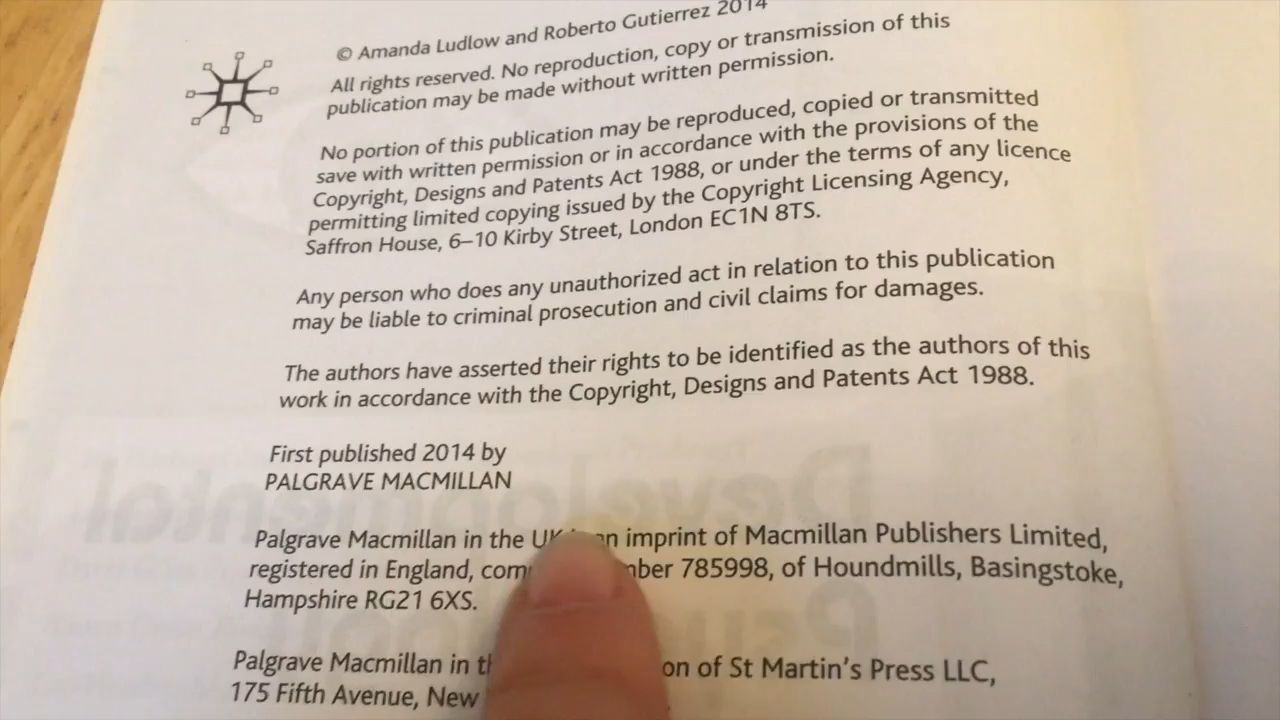 © Amanda Ludlow and Roberto Gutierrez 2014
All rights reserved. No reproduction, copy or transmission of this
publication may be made without written permission.
No portion of this publication may be reproduced, copied or transmitted
save with written permission or in accordance with the provisions of the
Copyright, Designs and Patents Act 1988, or under the terms of any licence
permitting limited copying issued by the Copyright Licensing Agency,
Saffron House, 6–10 Kirby Street, London EC1N 8TS.
Any person who does any unauthorized act in relation to this publication
may be liable to criminal prosecution and civil claims for damages.
The authors have asserted their rights to be identified as the authors of this
work in accordance with the Copyright, Designs and Patents Act 1988.
First published 2014 by
PALGRAVE MACMILLAN
Palgrave Macmillan in the UK an imprint of Macmillan Publishers Limited,
registered in England, 785998, of Houndmills, Basingstoke,
Hampshire RG21 6XS.
Palgrave Macmillan in of St Martin's Press LLC,
175 Fifth Avenue, New